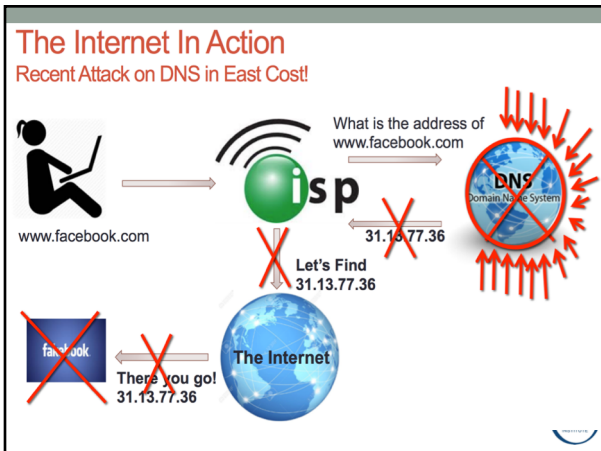 The Internet In Action
Recent Attack on DNS in East Cost!
What is the address of
www.facebook.com
isp
DNS
Domain Name System
www.facebook.com
31.13.77.36
Let's Find
31.13.77.36
facebook
The Internet
There you go!
31.13.77.36